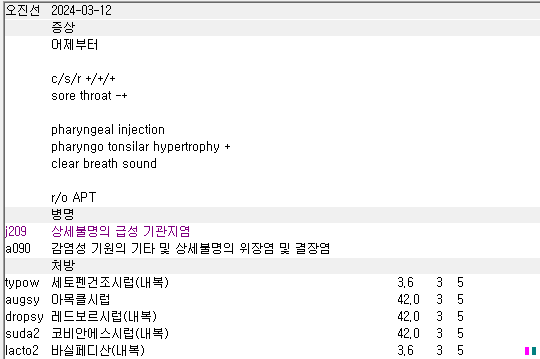 오진선 2024-03-12
증상
어제부터
c/s/r +/+/+
sore throat -+
pharyngeal injection
pharyngo tonsilar hypertrophy +
clear breath sound
r/o APT
병명
j209 상세불명의 급성 기관지염
a090 감염성 기원의 기타 및 상세불명의 위장염 및 결장염
처방
typow 세토펜건조시럽(내복) 3,6 3 5
augsy 아목클시럽 42,0 3 5
dropsy 레드보르시럽(내복) 42,0 3 5
suda2 코비안에스시럽(내복) 42,0 3 5
lacto2 바실페디산(내복) 3,6 3 5